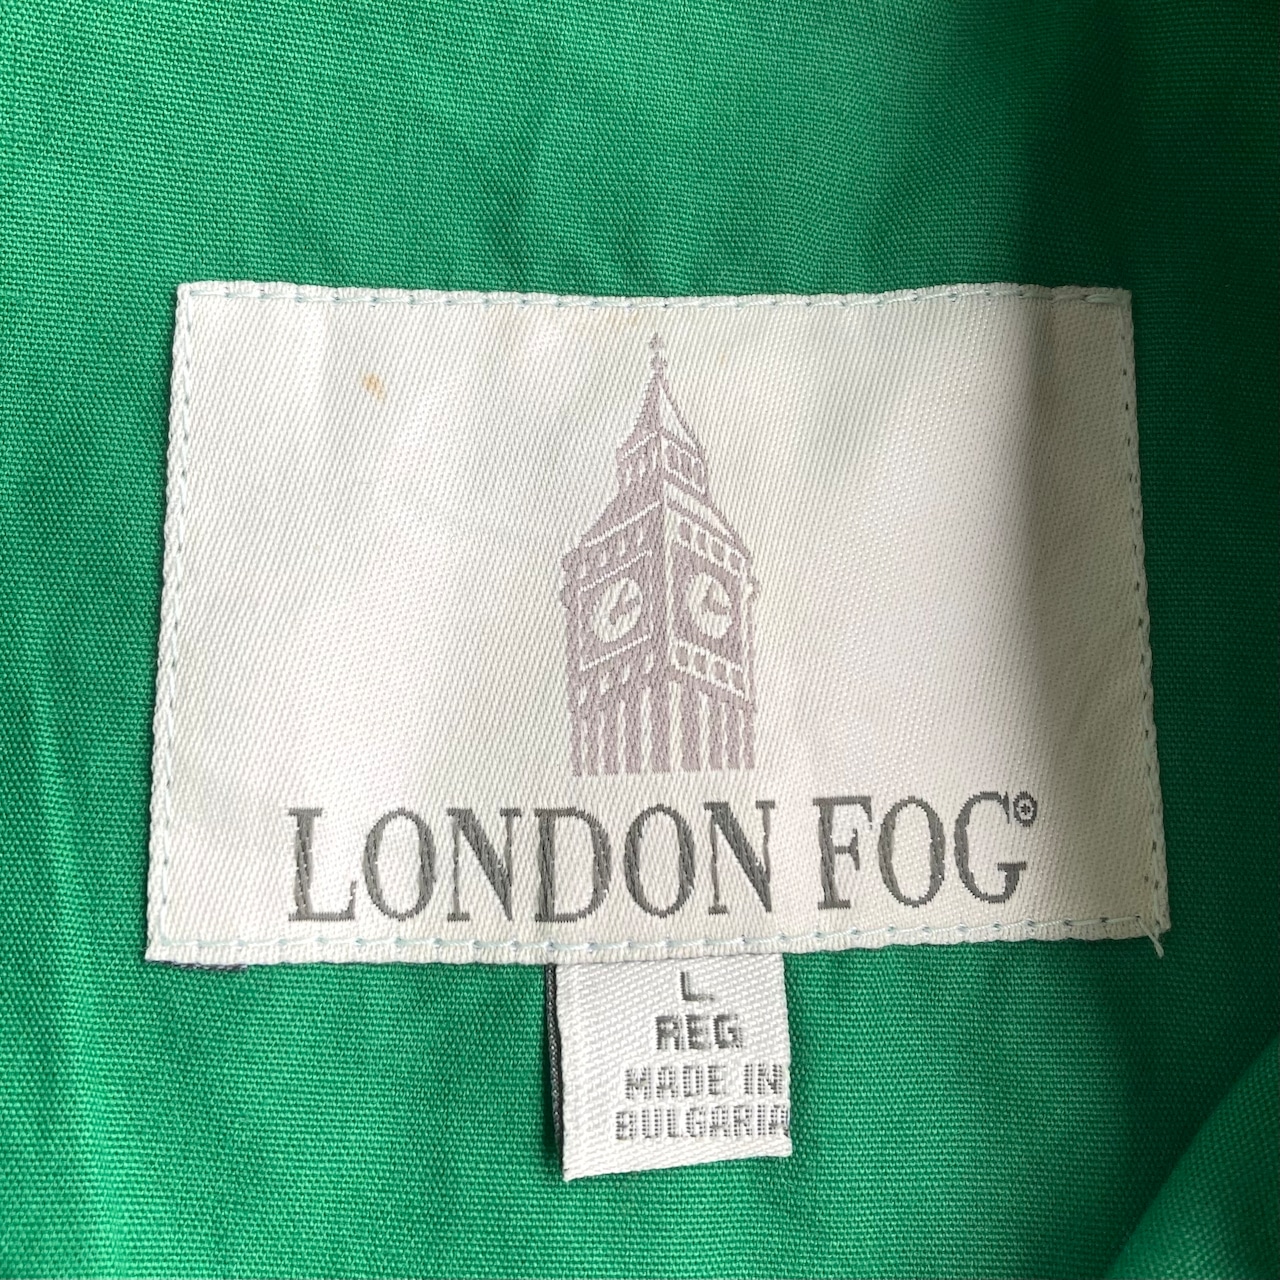 LONDON FOG®
L
REG
MADE IN
BULGARIA